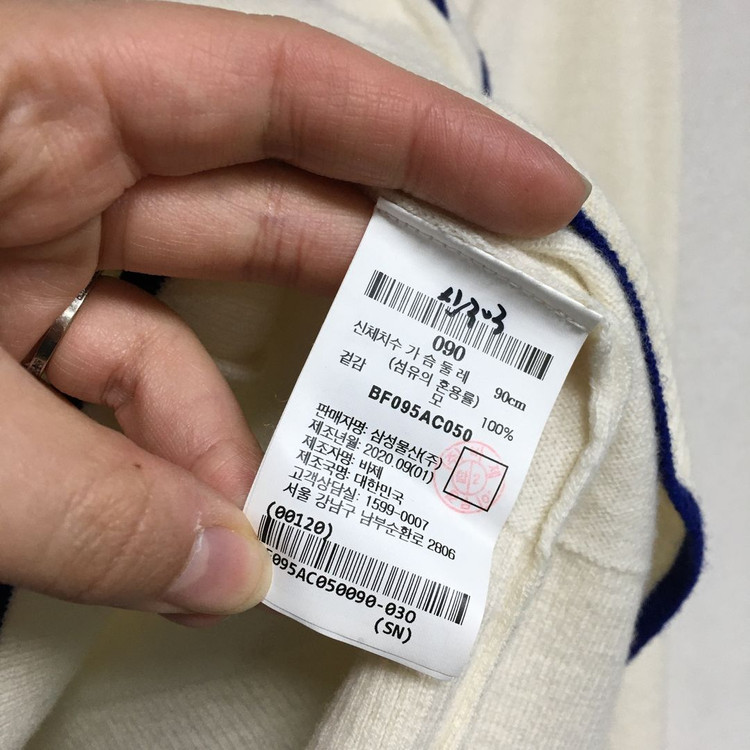 090
신체치수 가 슴 둘 레 90cm
(섬유의 혼용률)
겉감 모 100%
BF095AC050
판매자명: 삼성물산(주)
제조년월: 2020.09(01)
제조자명: 바제
제조국명: 대한민국
고객상담실: 1599-0007
서울 강남구 남부순환로 2806
(00120)
F095AC050090-03O
(SN)